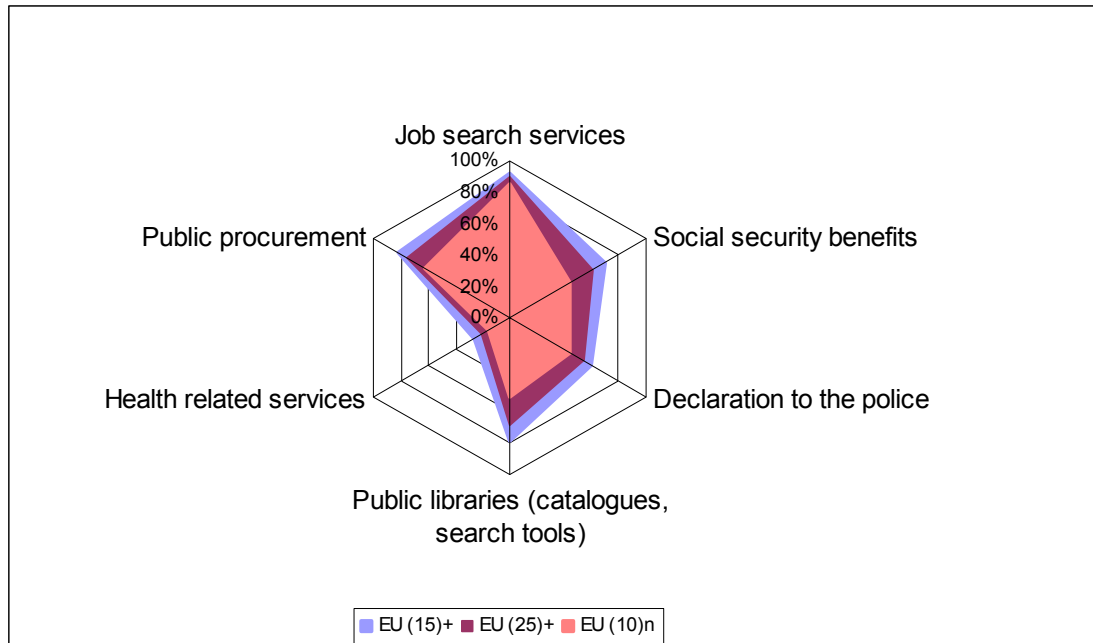 Job search services
100%
80%
Public procurement
Social security benefits
60%
40%
20%
0%
Health related services
Declaration to the police
Public libraries (catalogues,
search tools)
EU (15)+ EU (25)+ EU (10)n